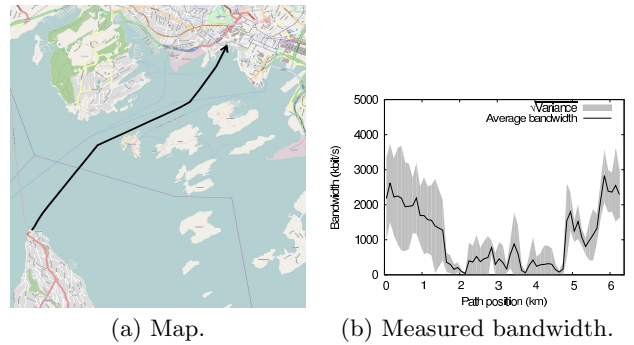 5000
4000
3000
2000
1000
0
Bandwidth (kbit/s)
√Variance
Average bandwidth
0 1 2 3 4 5 6
Path position (km)
(a) Map.
(b) Measured bandwidth.